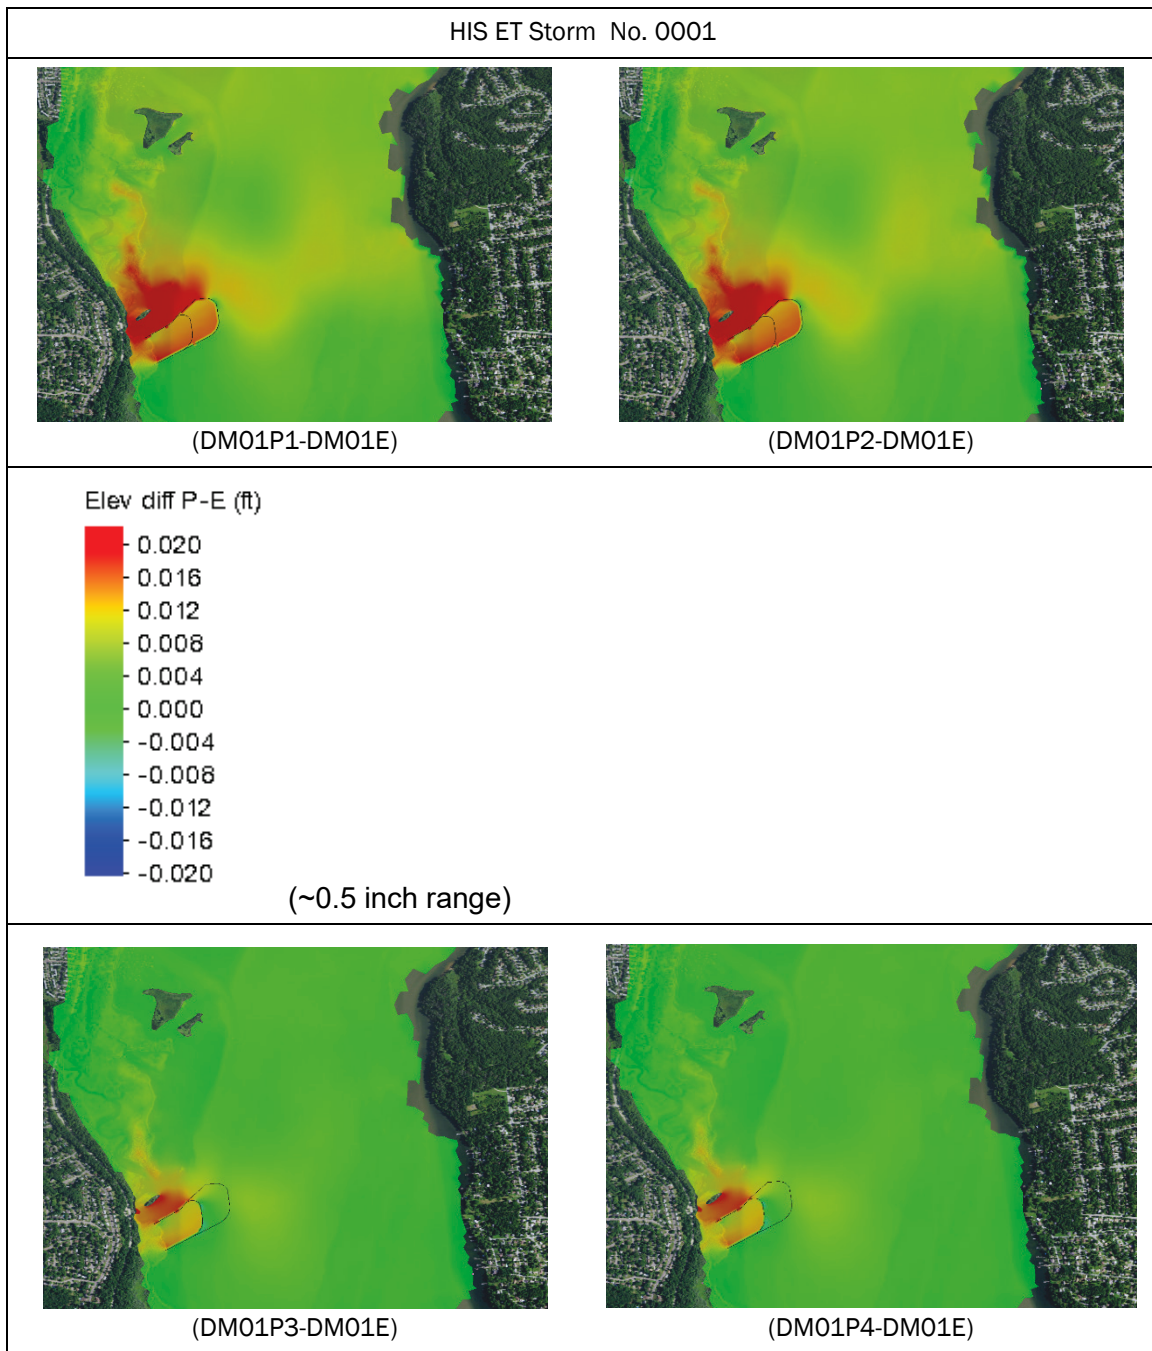 HIS ET Storm  No. 0001
(DM01P1-DM01E)
(DM01P2-DM01E)
Elev diff P-E (ft)
0.020
0.016
0.012
0.008
0.004
0.000
-0.004
-0.008
-0.012
-0.016
-0.020
(~0.5 inch range)
(DM01P3-DM01E)
(DM01P4-DM01E)